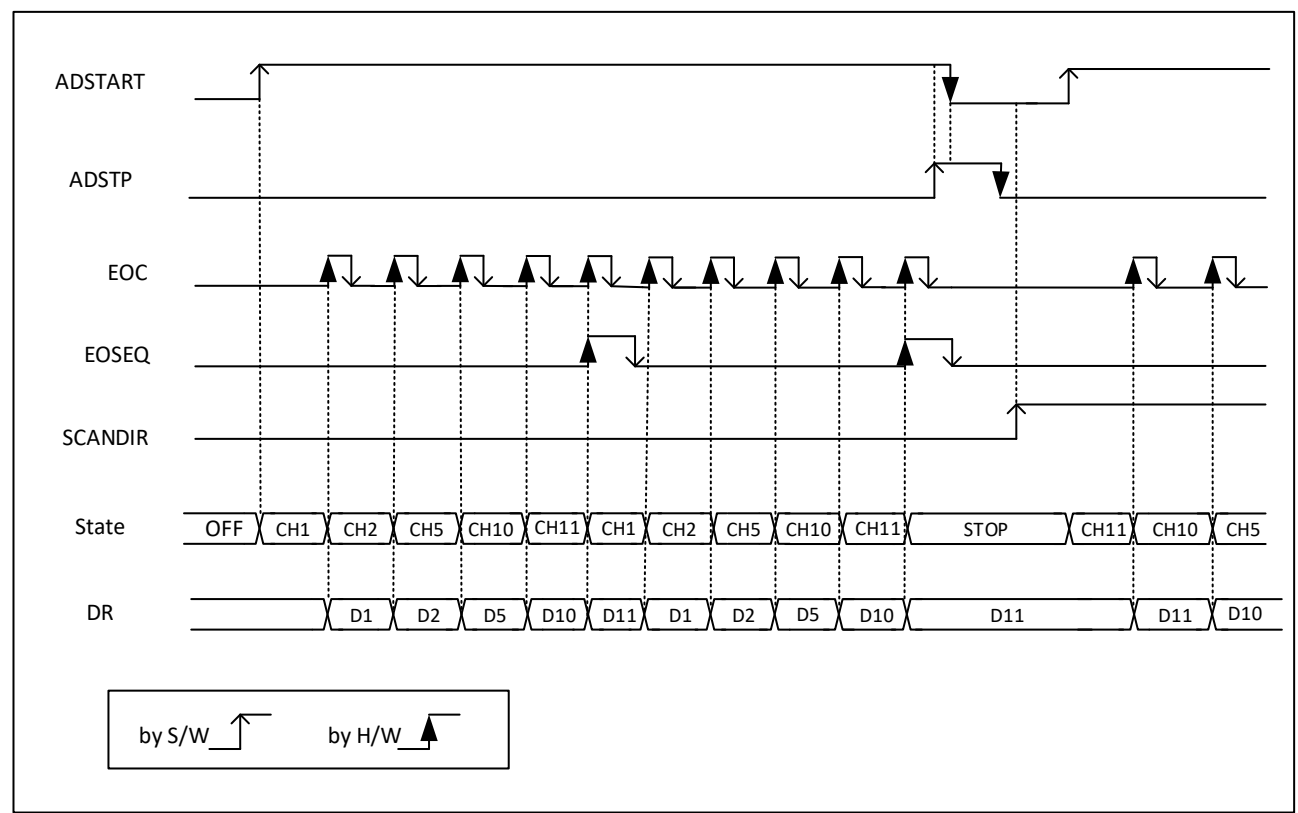 ADSTART
ADSTP
EOC
EOSEQ
SCANDIR
State OFF CH1 CH2 CH5 CH10 CH11 CH1 CH2 CH5 CH10 CH11 STOP CH11 CH10 CH5
DR D1 D2 D5 D10 D11 D1 D2 D5 D10 D11 D11 D10
by S/W by H/W